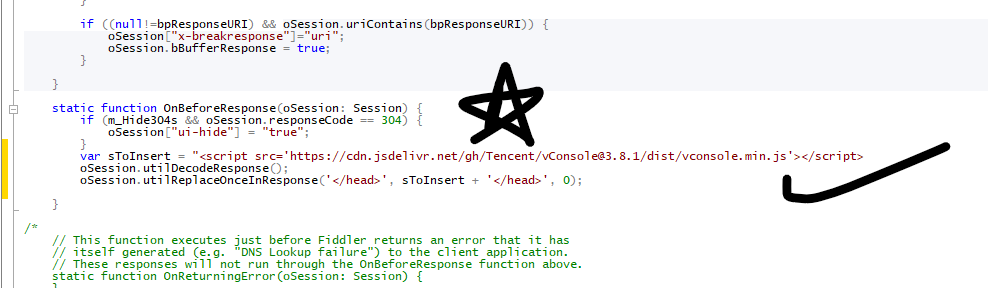 }
if ((null!=bpResponseURI) && oSession.uriContains(bpResponseURI)) {
oSession["x-breakresponse"]="uri";
oSession.bBufferResponse = true;
}
}
static function OnBeforeResponse(oSession: Session) {
if (m_Hide304s && oSession.responseCode == 304) {
oSession["ui-hide"] = "true";
}
var sToInsert = "<script src='https://cdn.jsdelivr.net/gh/Tencent/vConsole@3.8.1/dist/vconsole.min.js'></script>
oSession.utilDecodeResponse();
oSession.utilReplaceOnceInResponse('</head>', sToInsert + '</head>', 0);
}
/*
// This function executes just before Fiddler returns an error that it has
// itself generated (e.g. "DNS Lookup failure") to the client application.
// These responses will not run through the OnBeforeResponse function above.
static function OnReturningError(oSession: Session) {
}